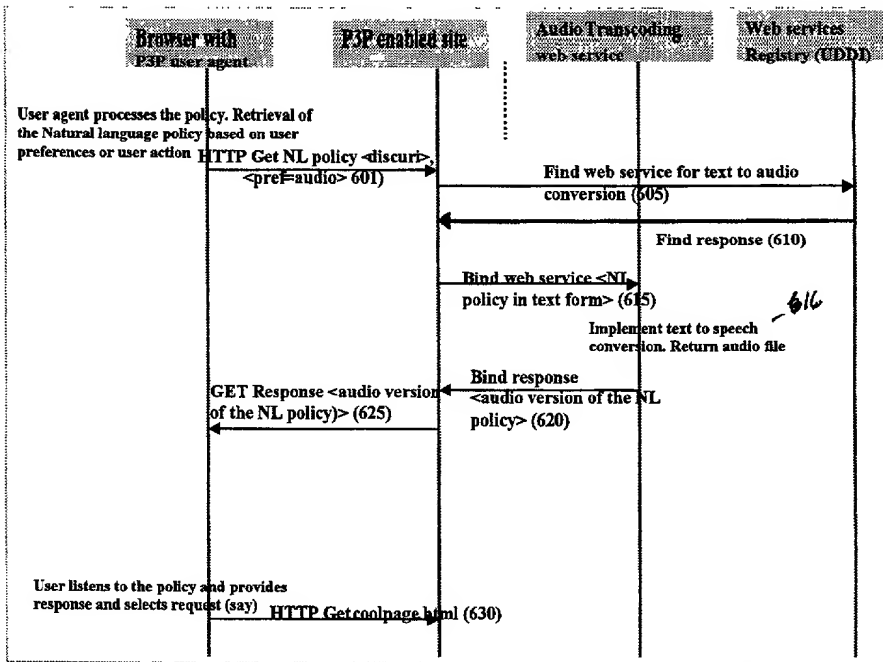 Browser with
P3P user agent
P3P enabled site
Audio Transcoding
web service
Web services
Registry (UDDI)
User agent processes the policy. Retrieval of
the Natural language policy based on user
preferences or user action
HTTP Get NL policy <discuri>,
<pref=audio> 601)
Find web service for text to audio
conversion (605)
Find response (610)
Bind web service <NL
policy in text form> (615)
616
Implement text to speech
conversion. Return audio file
Bind response
<audio version of the NL
policy> (620)
GET Response <audio version
of the NL policy)> (625)
User listens to the policy and provides
response and selects request (say)
HTTP Get coolpage.html (630)